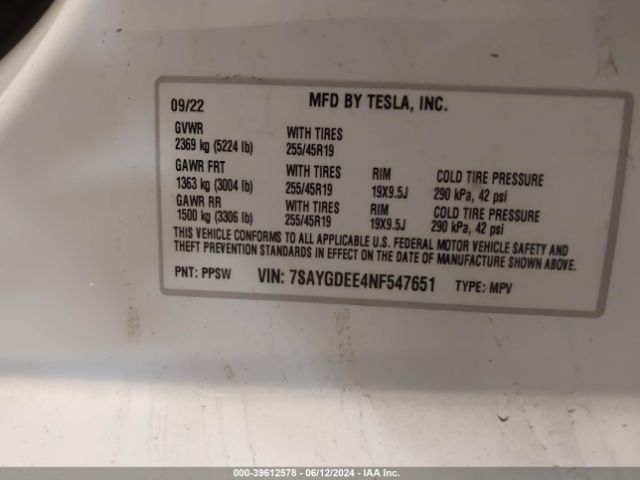 09/22 MFD BY TESLA, INC.
GVWR WITH TIRES
2369 kg (5224 lb) 255/45R19
GAWR FRT WITH TIRES RIM COLD TIRE PRESSURE
1363 kg (3004 lb) 255/45R19 19X9.5J 290 kPa, 42 psi
GAWR RR WITH TIRES RIM COLD TIRE PRESSURE
1500 kg (3306 lb) 255/45R19 19X9.5J 290 kPa, 42 psi
THIS VEHICLE CONFORMS TO ALL APPLICABLE U.S. FEDERAL MOTOR VEHICLE SAFETY AND
THEFT PREVENTION STANDARDS IN EFFECT ON THE DATE OF MANUFACTURE SHOWN ABOVE.
PNT: PPSW VIN: 7SAYGDEE4NF547651 TYPE: MPV
000-39612578 - 06/12/2024 - IAA Inc.